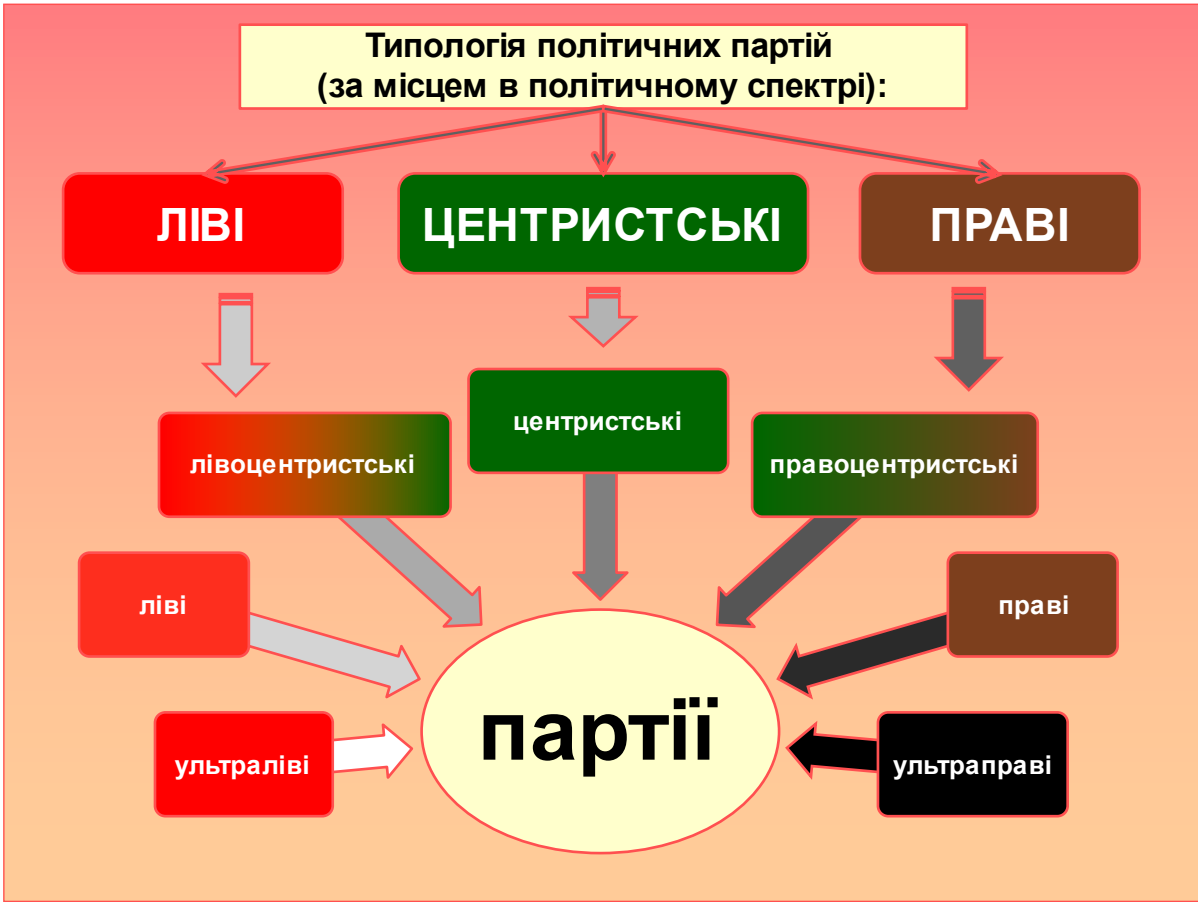 Типологія політичних партій
(за місцем в політичному спектрі):
ЛІВІ
ЦЕНТРИСТСЬКІ
ПРАВІ
центристські
лівоцентристські
правоцентристські
ліві
праві
партії
ультраліві
ультраправі